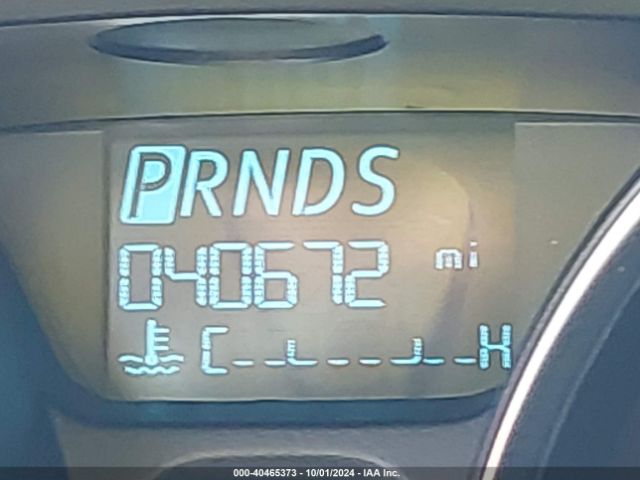 PRNDS
040672 mi
C H
000-40465373 - 10/01/2024 - IAA Inc.